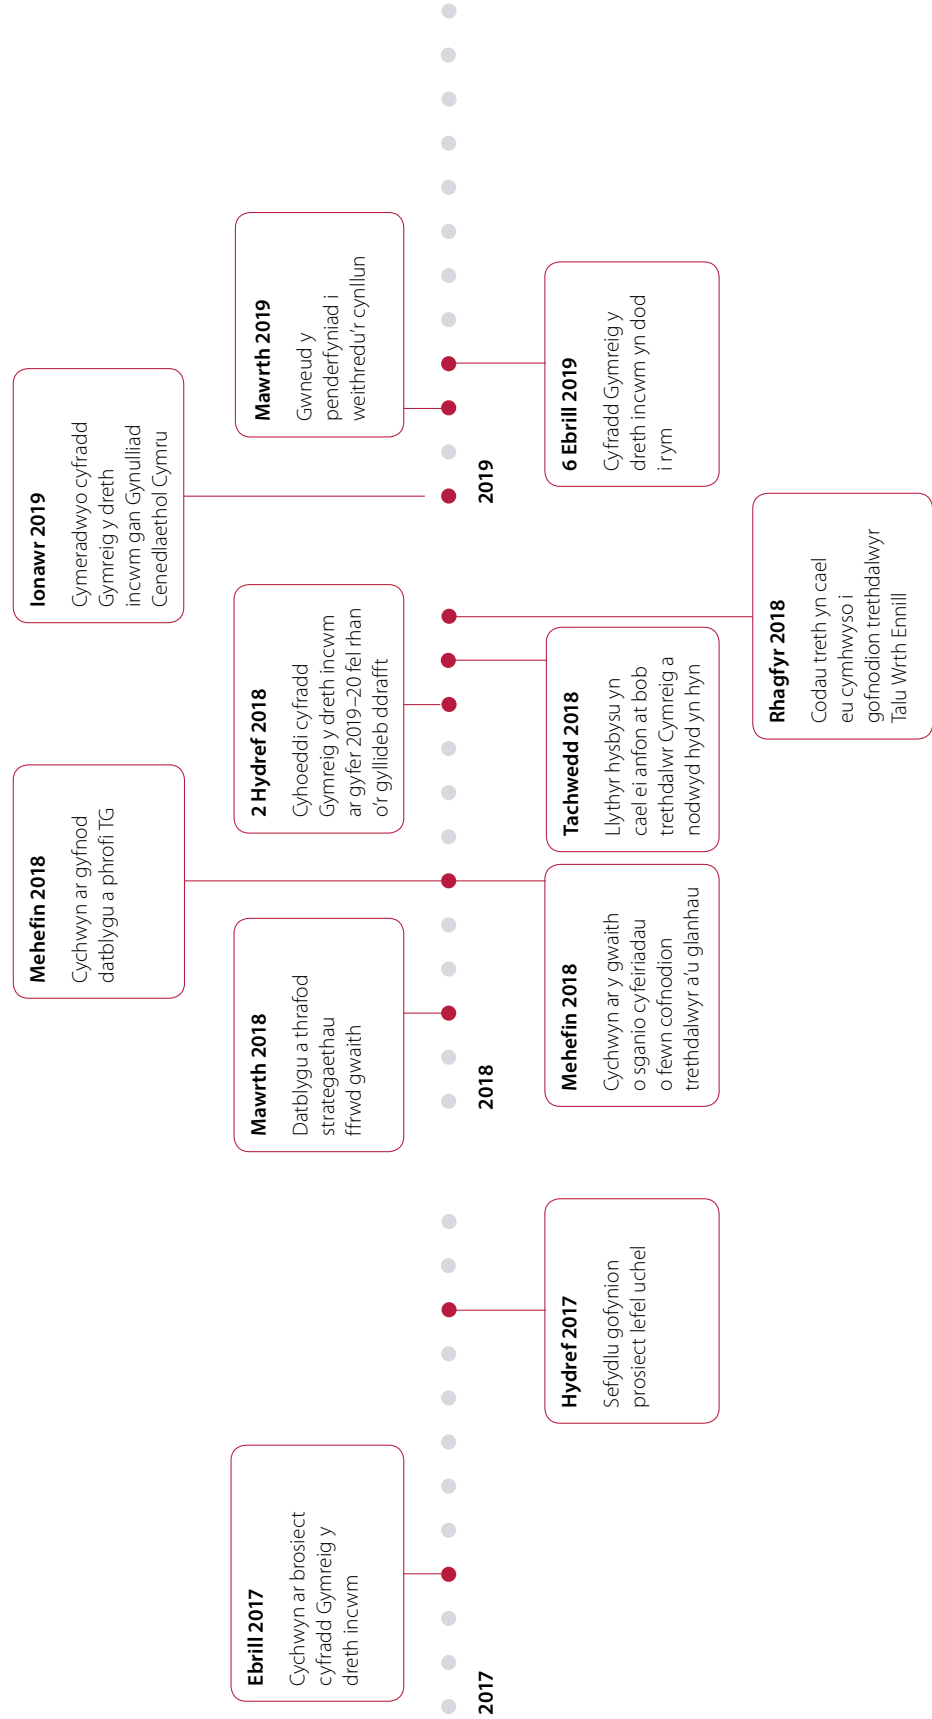 Ebrill 2017
Cychwyn ar brosiect
cyfradd Gymreig y
dreth incwm
Hydref 2017
Sefydlu gofynion
prosiect lefel uchel
Mawrth 2018
Datblygu a thrafod
strategaethau
ffrwd gwaith
Mehefin 2018
Cychwyn ar gyfnod
datblygu a phrofi TG
Mehefin 2018
Cychwyn ar y gwaith
o sganio cyfeiriadau
o fewn cofnodion
trethdalwyr a'u glanhau
2 Hydref 2018
Cyhoeddi cyfradd
Gymreig y dreth incwm
ar gyfer 2019–20 fel rhan
o'r gyllideb ddrafft
Tachwedd 2018
Llythyr hysbysu yn
cael ei anfon at bob
trethdalwr Cymreig a
nodwyd hyd yn hyn
Rhagfyr 2018
Codau treth yn cael
eu cymhwyso i
gofnodion trethdalwyr
Talu Wrth Ennill
Ionawr 2019
Cymeradwyo cyfradd
Gymreig y dreth
incwm gan Gynulliad
Cenedlaethol Cymru
Mawrth 2019
Gwneud y
penderfyniad i
weithredu'r cynllun
6 Ebrill 2019
Cyfradd Gymreig y
dreth incwm yn dod
i rym
2017
2018
2019